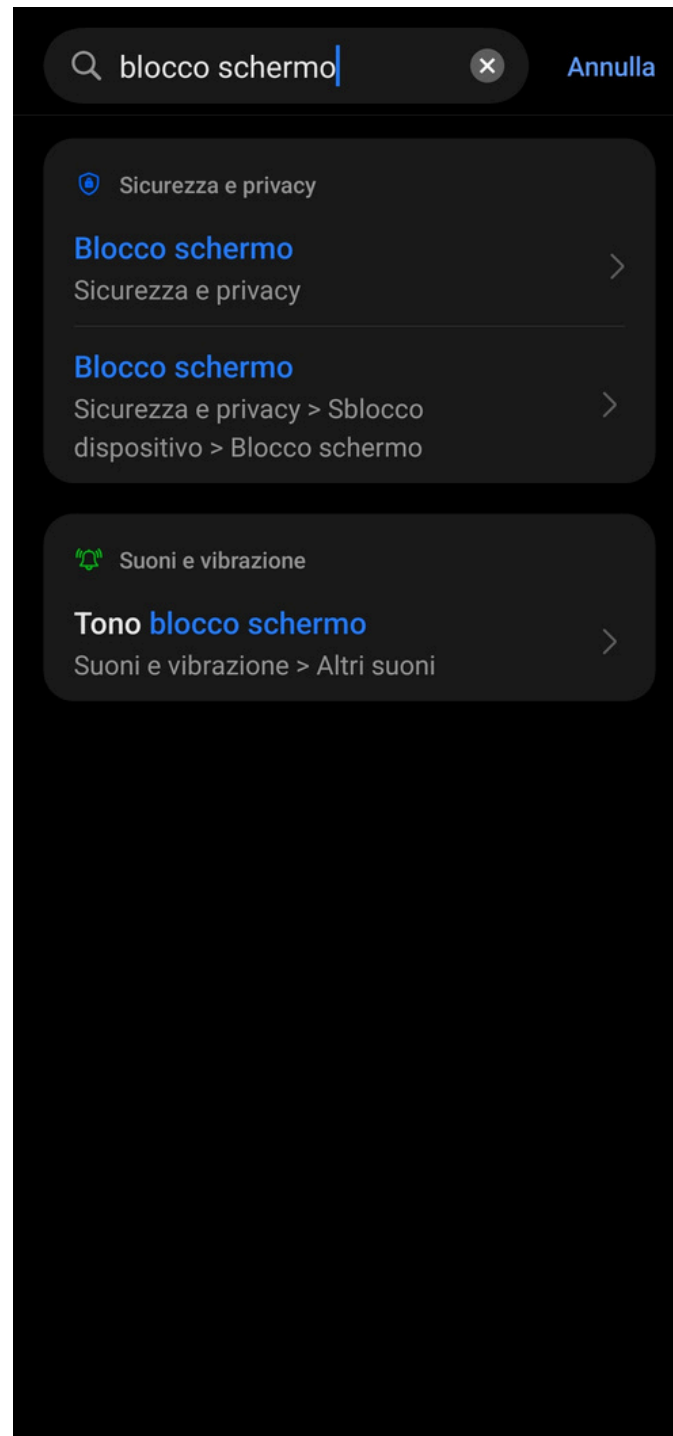 blocco schermo
Annulla
Sicurezza e privacy
Blocco schermo
Sicurezza e privacy
Blocco schermo
Sicurezza e privacy > Sblocco
dispositivo > Blocco schermo
Suoni e vibrazione
Tono blocco schermo
Suoni e vibrazione > Altri suoni